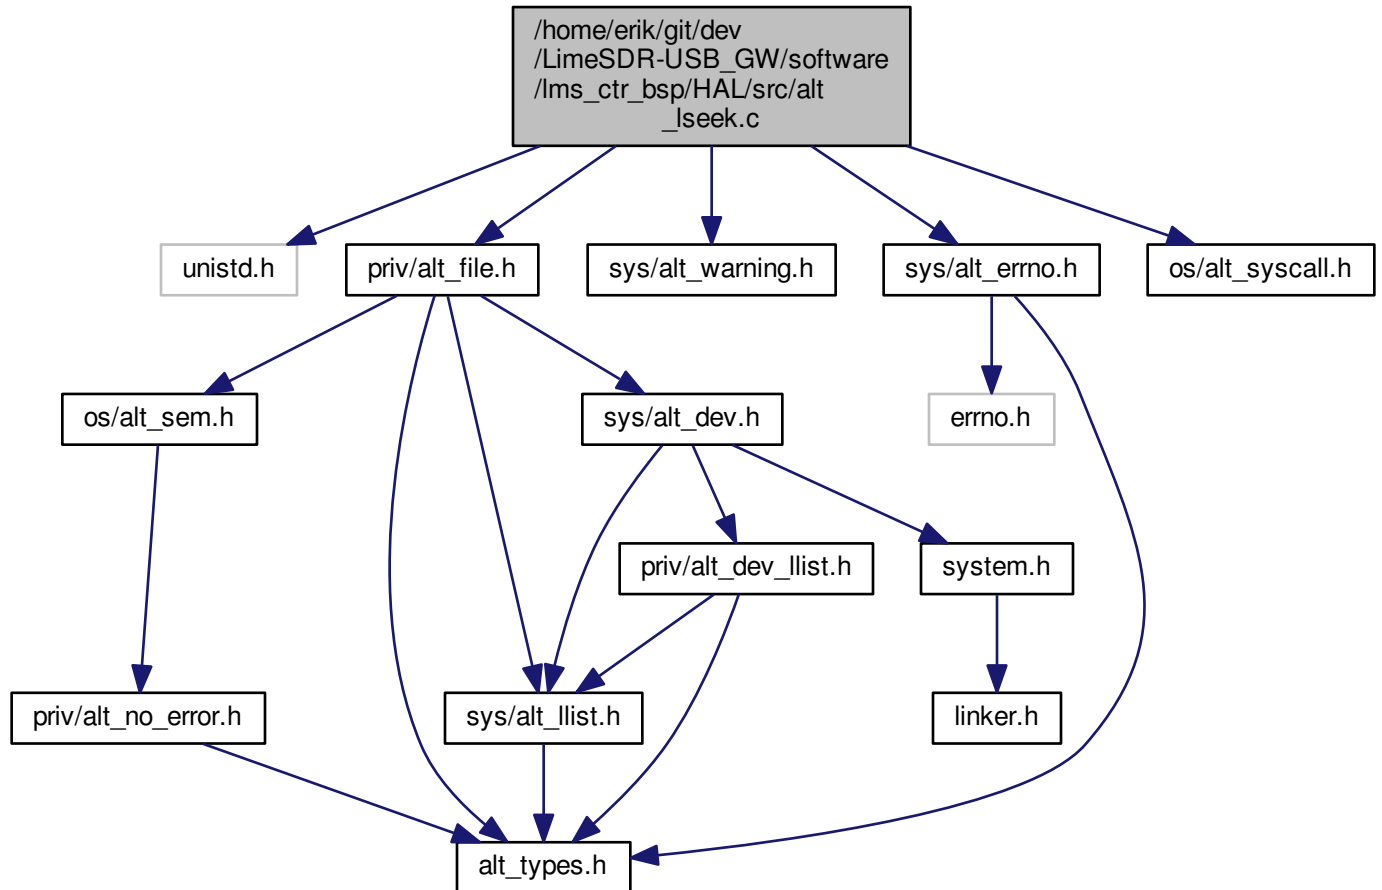 /home/erik/git/dev
/LimeSDR-USB_GW/software
/lms_ctr_bsp/HAL/src/alt
_lseek.c
unistd.h
priv/alt_file.h
sys/alt_warning.h
sys/alt_errno.h
os/alt_syscall.h
os/alt_sem.h
sys/alt_dev.h
errno.h
priv/alt_dev_llist.h
system.h
priv/alt_no_error.h
sys/alt_llist.h
linker.h
alt_types.h